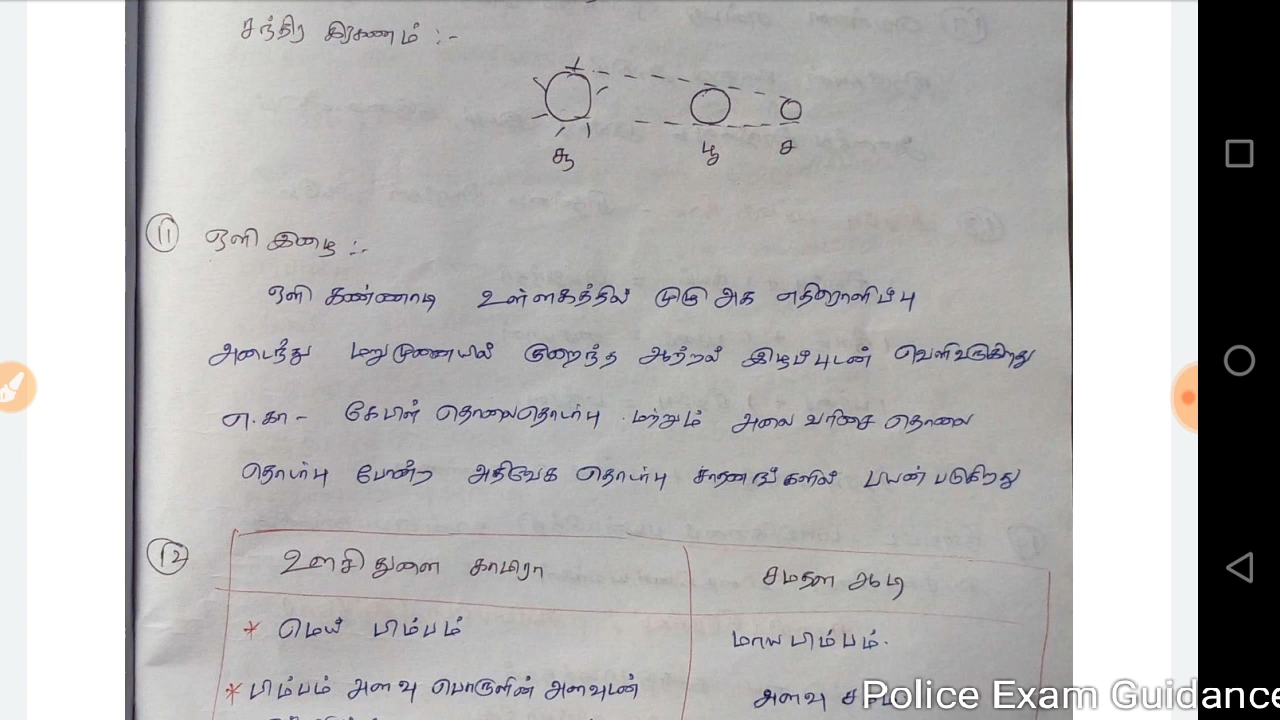 சந்திர கிரகணம் :-
சூ பூ ச
11 ஒளி இழை :-
ஒளி கண்ணாடி உள்ளகத்தில் முழு அக எதிரொளிப்பு
அடைந்து மறுமுனையில் குறைந்த ஆற்றல் இழப்புடன் வெளிவருகிறது
எ.கா - கேபிள் தொலைதொடர்பு மற்றும் அலை வரிசை தொலை
தொடர்பு போன்ற அதிவேக தொடர்பு சாதனங்களில் பயன்படுகிறது
12 ஊசி துளை காமிரா சமதள ஆடி
* மெய் பிம்பம் மாய பிம்பம்.
* பிம்பம் அளவு பொருளின் அளவுடன் அளவு
Police Exam Guidance